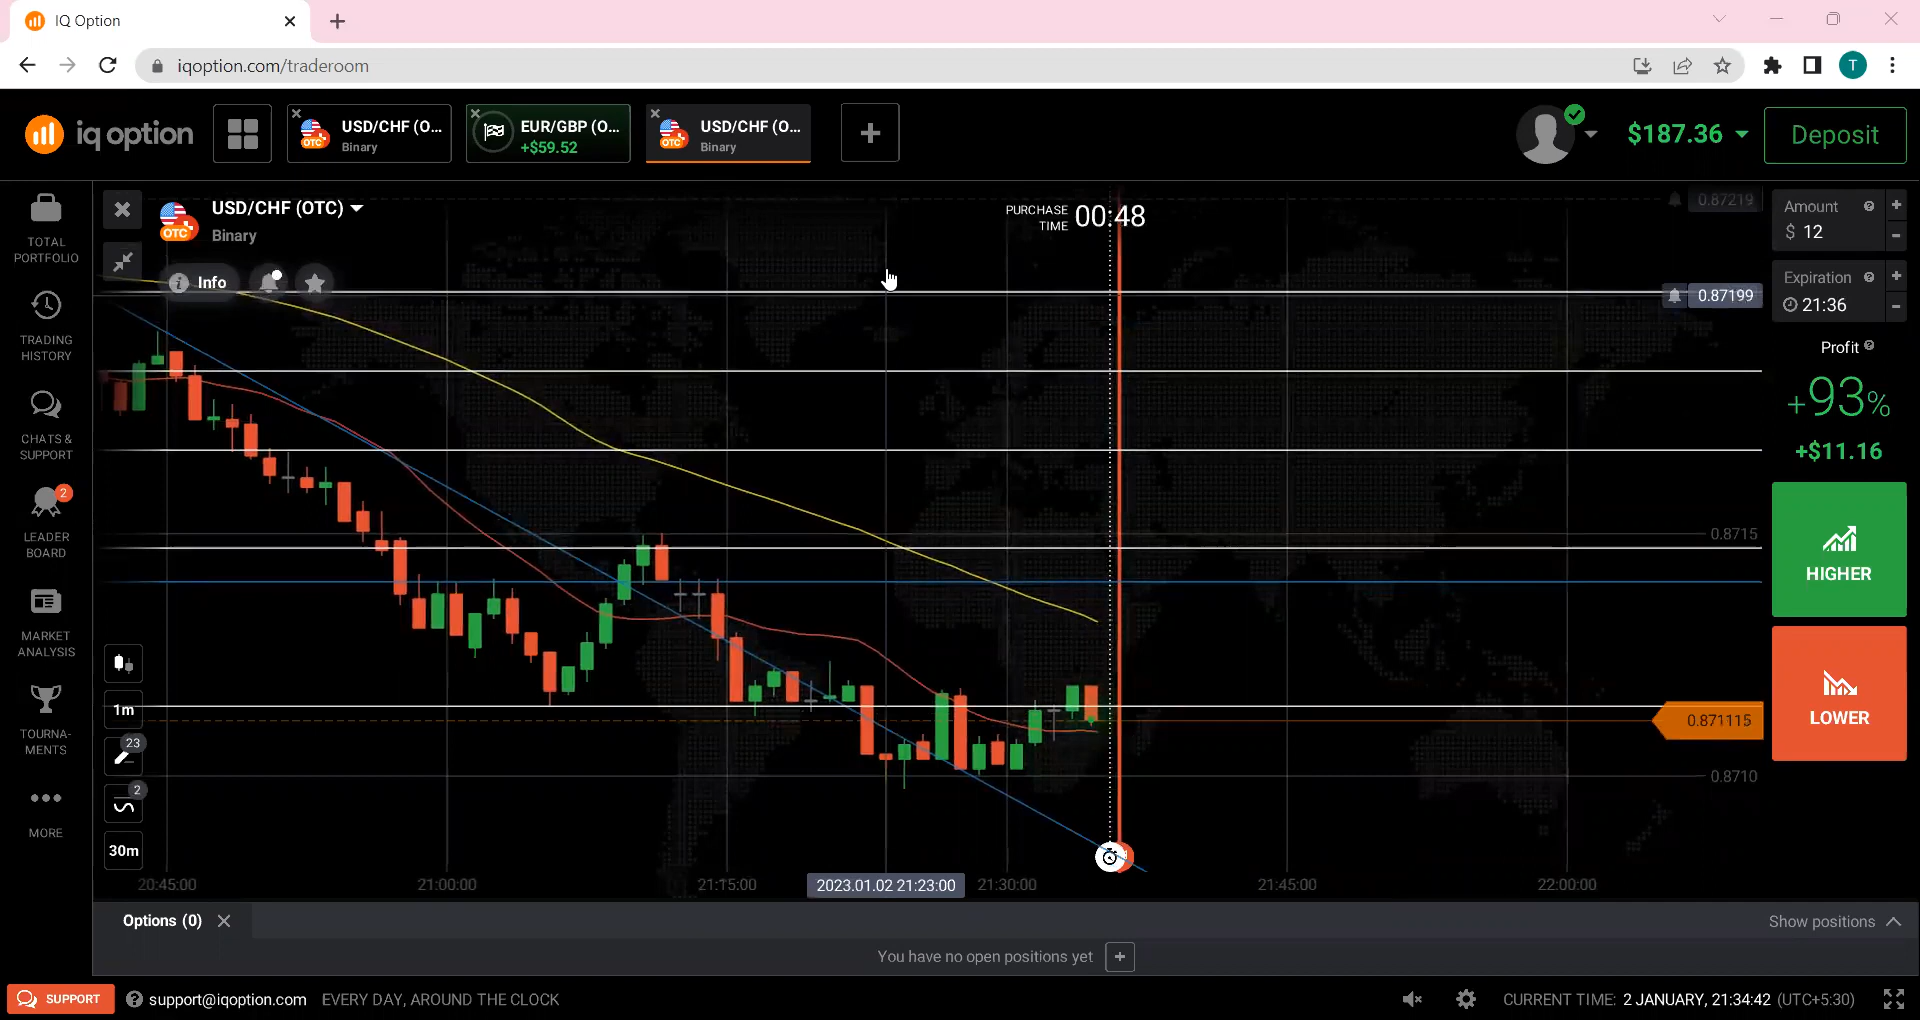 IQ Option
iqoption.com/traderoom
T
iq option
USD/CHF (O...
Binary
OTC
EUR/GBP (O...
+$59.52
USD/CHF (O...
Binary
OTC
$187.36
Deposit
TOTAL
PORTFOLIO
TRADING
HISTORY
CHATS &
SUPPORT
2
LEADER
BOARD
MARKET
ANALYSIS
TOURNA-
MENTS
MORE
USD/CHF (OTC)
Binary
OTC
Info
PURCHASE
TIME
00:48
0.87219
0.87199
0.8715
0.871115
0.8710
1m
23
2
30m
20:45:00
21:00:00
21:15:00
2023.01.02 21:23:00
21:30:00
21:45:00
22:00:00
Amount
$ 12
Expiration
21:36
Profit
+93%
+$11.16
HIGHER
LOWER
Options (0)
Show positions
You have no open positions yet
SUPPORT
support@iqoption.com EVERY DAY, AROUND THE CLOCK
CURRENT TIME: 2 JANUARY, 21:34:42 (UTC+5:30)